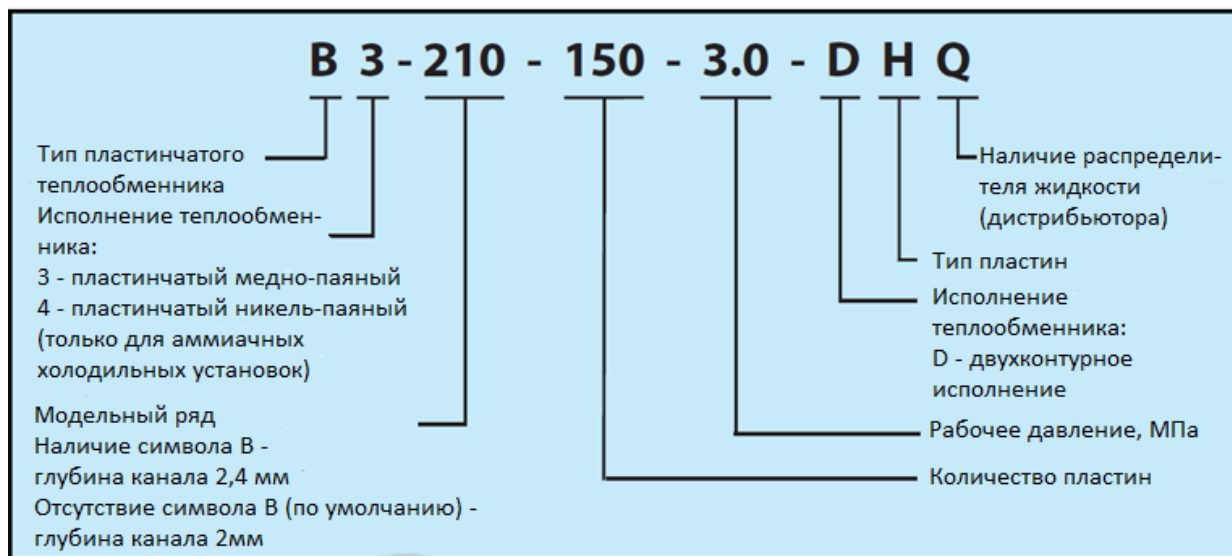 B 3 - 210 - 150 - 3.0 - D H Q
Тип пластинчатого
теплообменника
Исполнение теплообмен-
ника:
3 - пластинчатый медно-паяный
4 - пластинчатый никель-паяный
(только для аммиачных
холодильных установок)
Модельный ряд
Наличие символа В -
глубина канала 2,4 мм
Отсутствие символа В (по умолчанию) -
глубина канала 2мм
Наличие распредели-
теля жидкости
(дистрибьютора)
Тип пластин
Исполнение
теплообменника:
D - двухконтурное
исполнение
Рабочее давление, МПа
Количество пластин